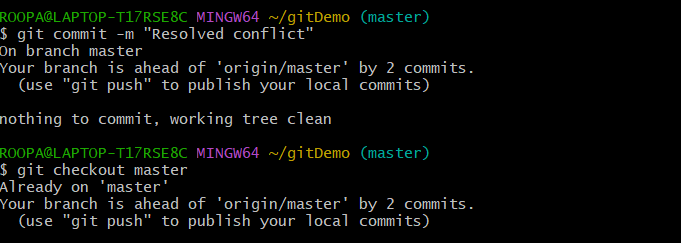 ROOPA@LAPTOP-T17RSE8C MINGW64 ~/gitDemo (master)
$ git commit -m "Resolved conflict"
On branch master
Your branch is ahead of 'origin/master' by 2 commits.
  (use "git push" to publish your local commits)

nothing to commit, working tree clean

ROOPA@LAPTOP-T17RSE8C MINGW64 ~/gitDemo (master)
$ git checkout master
Already on 'master'
Your branch is ahead of 'origin/master' by 2 commits.
  (use "git push" to publish your local commits)